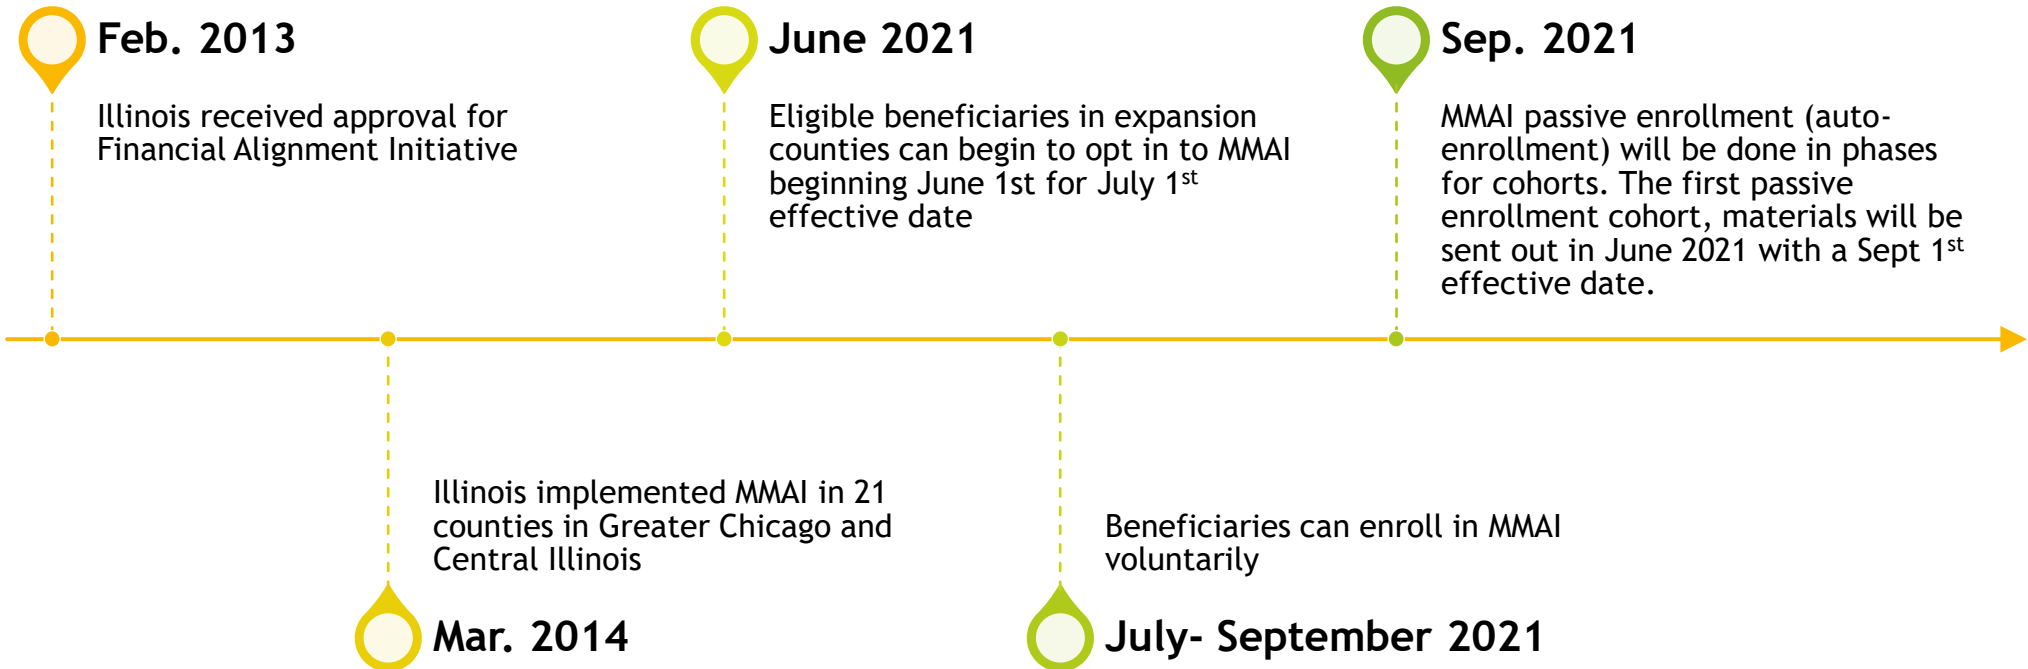 Feb. 2013
Illinois received approval for
Financial Alignment Initiative
Illinois implemented MMAI in 21
counties in Greater Chicago and
Central Illinois
Mar. 2014
June 2021
Eligible beneficiaries in expansion
counties can begin to opt in to MMAI
beginning June 1st for July 1st
effective date
Beneficiaries can enroll in MMAI
voluntarily
July- September 2021
Sep. 2021
MMAI passive enrollment (auto-
enrollment) will be done in phases
for cohorts. The first passive
enrollment cohort, materials will be
sent out in June 2021 with a Sept 1st
effective date.